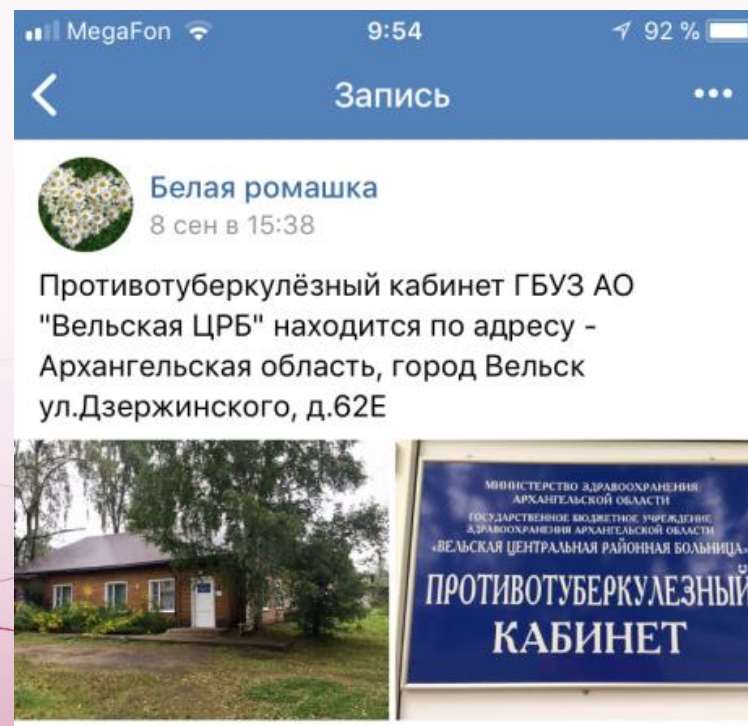 MegaFon 9:54 92 %
Запись
Белая ромашка
8 сен в 15:38
Противотуберкулёзный кабинет ГБУЗ АО
"Вельская ЦРБ" находится по адресу -
Архангельская область, город Вельск
ул.Дзержинского, д.62Е
МИНИСТЕРСТВО ЗДРАВООХРАНЕНИЯ
АРХАНГЕЛЬСКОЙ ОБЛАСТИ
ГОСУДАРСТВЕННОЕ БЮДЖЕТНОЕ УЧРЕЖДЕНИЕ
ЗДРАВООХРАНЕНИЯ АРХАНГЕЛЬСКОЙ ОБЛАСТИ
«ВЕЛЬСКАЯ ЦЕНТРАЛЬНАЯ РАЙОННАЯ БОЛЬНИЦА»
ПРОТИВОТУБЕРКУЛЕЗНЫЙ
КАБИНЕТ